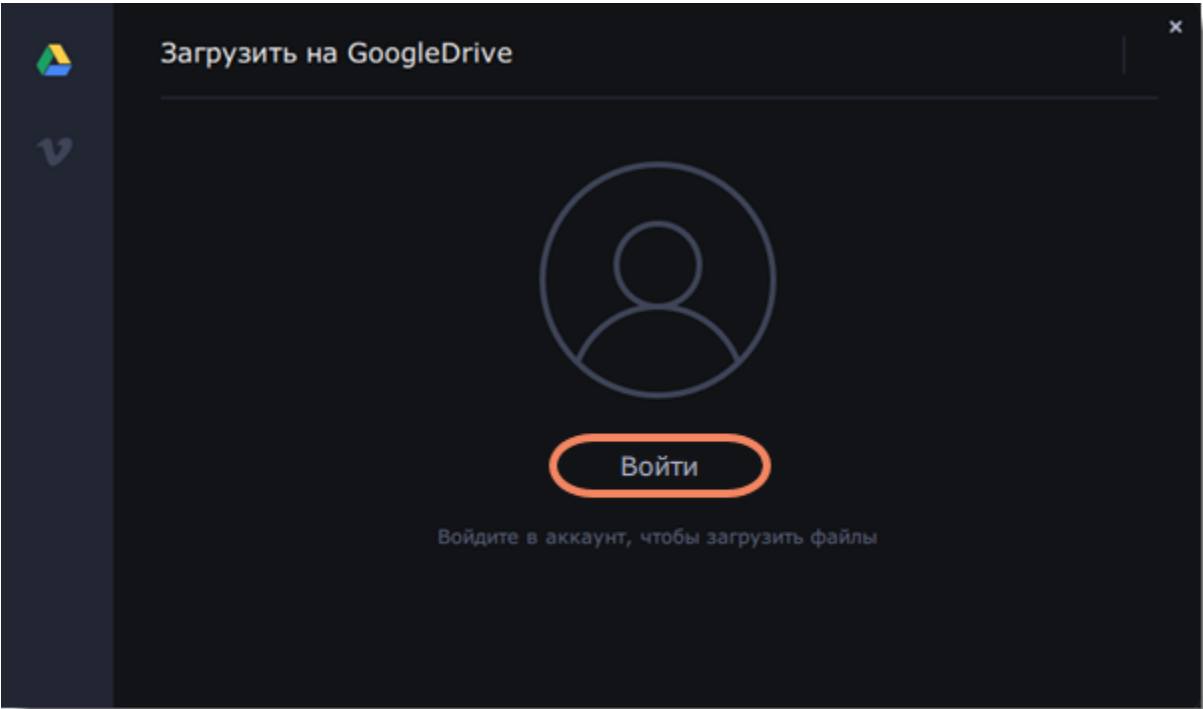 Загрузить на GoogleDrive
Войти
Войдите в аккаунт, чтобы загрузить файлы